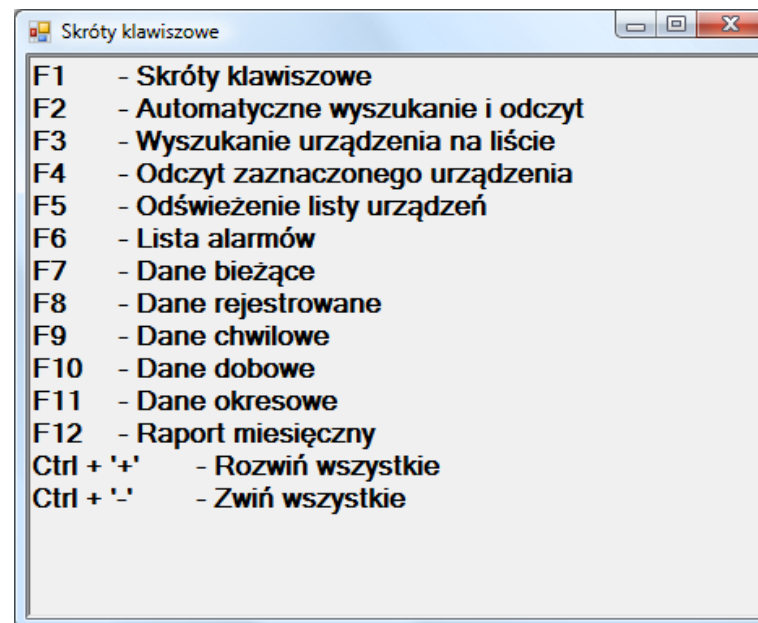 Skróty klawiszowe
F1 - Skróty klawiszowe
F2 - Automatyczne wyszukanie i odczyt
F3 - Wyszukanie urządzenia na liście
F4 - Odczyt zaznaczonego urządzenia
F5 - Odświeżenie listy urządzeń
F6 - Lista alarmów
F7 - Dane bieżące
F8 - Dane rejestrowane
F9 - Dane chwilowe
F10 - Dane dobowe
F11 - Dane okresowe
F12 - Raport miesięczny
Ctrl + '+' - Rozwiń wszystkie
Ctrl + '-' - Zwiń wszystkie